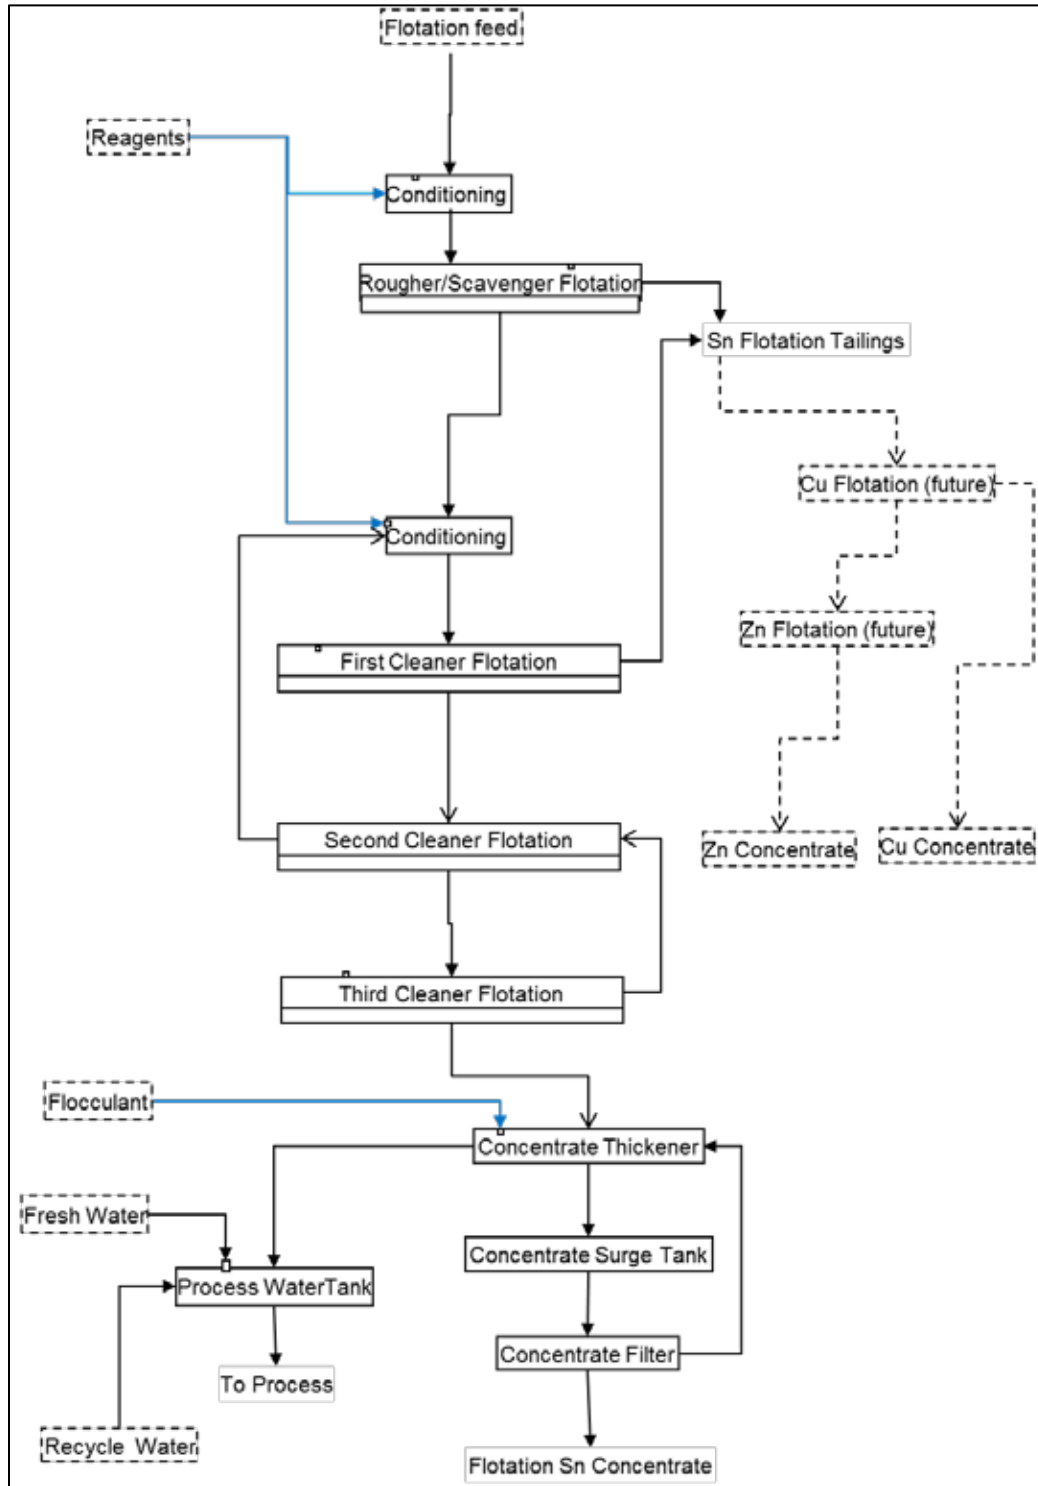 Flotation feed
Reagents
Conditioning
Rougher/Scavenger Flotation
Sn Flotation Tailings
Cu Flotation (future)
Conditioning
Zn Flotation (future)
First Cleaner Flotation
Second Cleaner Flotation
Zn Concentrate
Cu Concentrate
Third Cleaner Flotation
Flocculant
Concentrate Thickener
Fresh Water
Concentrate Surge Tank
Process WaterTank
Concentrate Filter
To Process
Recycle Water
Flotation Sn Concentrate